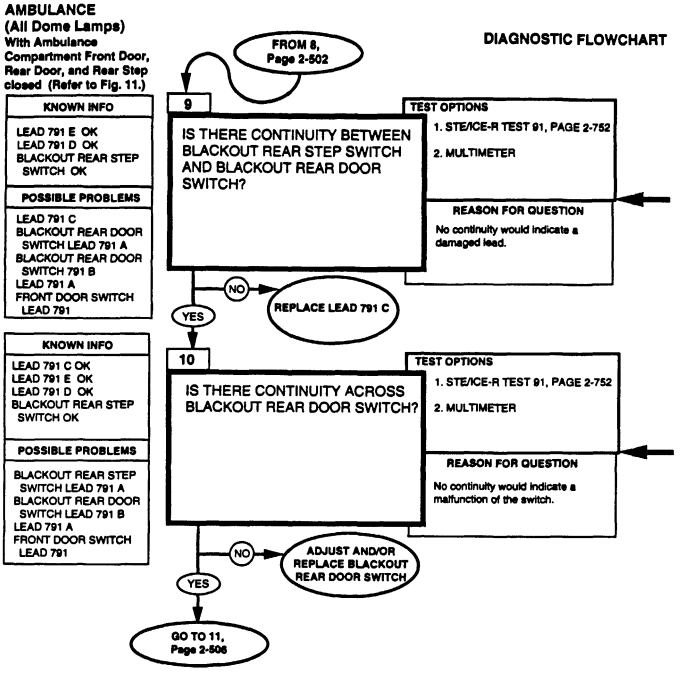 AMBULANCE
(All Dome Lamps)
With Ambulance
Compartment Front Door,
Rear Door, and Rear Step
closed (Refer to Fig. 11.)
DIAGNOSTIC FLOWCHART
FROM 8,
Page 2-502
KNOWN INFO
LEAD 791 E OK
LEAD 791 D OK
BLACKOUT REAR STEP
SWITCH OK
POSSIBLE PROBLEMS
LEAD 791 C
BLACKOUT REAR DOOR
SWITCH LEAD 791 A
BLACKOUT REAR DOOR
SWITCH 791 B
LEAD 791 A
FRONT DOOR SWITCH
LEAD 791
9
IS THERE CONTINUITY BETWEEN
BLACKOUT REAR STEP SWITCH
AND BLACKOUT REAR DOOR
SWITCH?
TEST OPTIONS
1. STE/ICE-R TEST 91, PAGE 2-752
2. MULTIMETER
REASON FOR QUESTION
No continuity would indicate a
damaged lead.
NO
REPLACE LEAD 791 C
YES
KNOWN INFO
LEAD 791 C OK
LEAD 791 E OK
LEAD 791 D OK
BLACKOUT REAR STEP
SWITCH OK
POSSIBLE PROBLEMS
BLACKOUT REAR STEP
SWITCH LEAD 791 A
BLACKOUT REAR DOOR
SWITCH LEAD 791 B
LEAD 791 A
FRONT DOOR SWITCH
LEAD 791
10
IS THERE CONTINUITY ACROSS
BLACKOUT REAR DOOR SWITCH?
TEST OPTIONS
1. STE/ICE-R TEST 91, PAGE 2-752
2. MULTIMETER
REASON FOR QUESTION
No continuity would indicate a
malfunction of the switch.
NO
ADJUST AND/OR
REPLACE BLACKOUT
REAR DOOR SWITCH
YES
GO TO 11,
Page 2-506